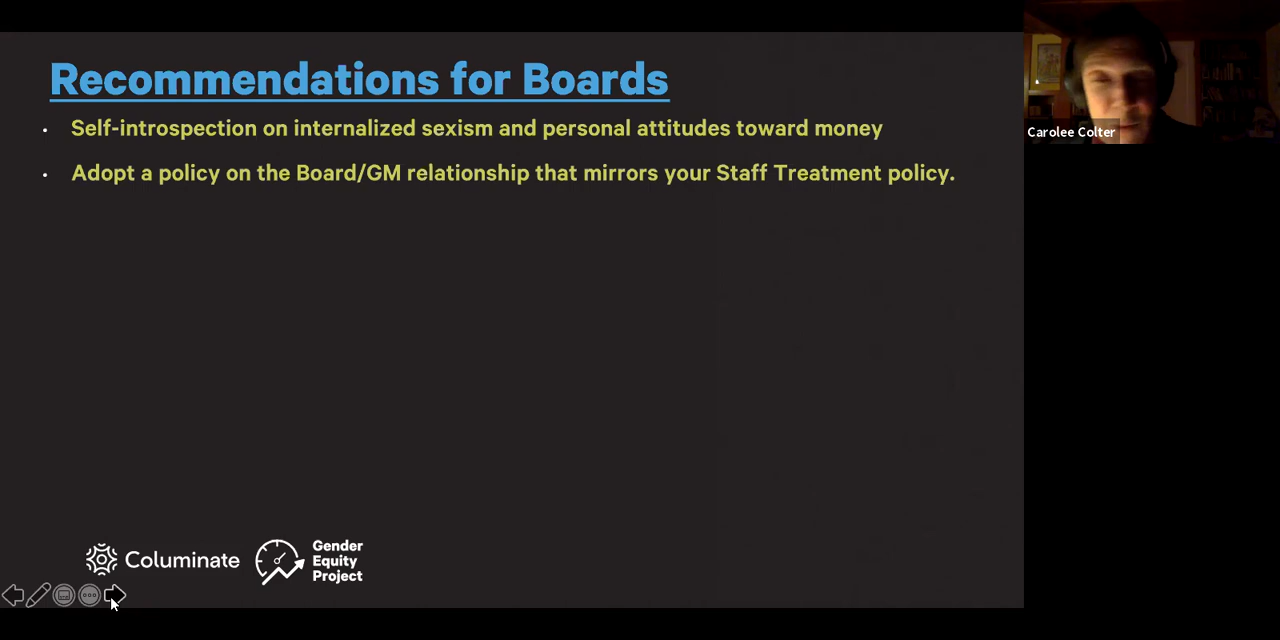 Recommendations for Boards
• Self-introspection on internalized sexism and personal attitudes toward money
• Adopt a policy on the Board/GM relationship that mirrors your Staff Treatment policy.
Columinate
Gender
Equity
Project
Carolee Colter